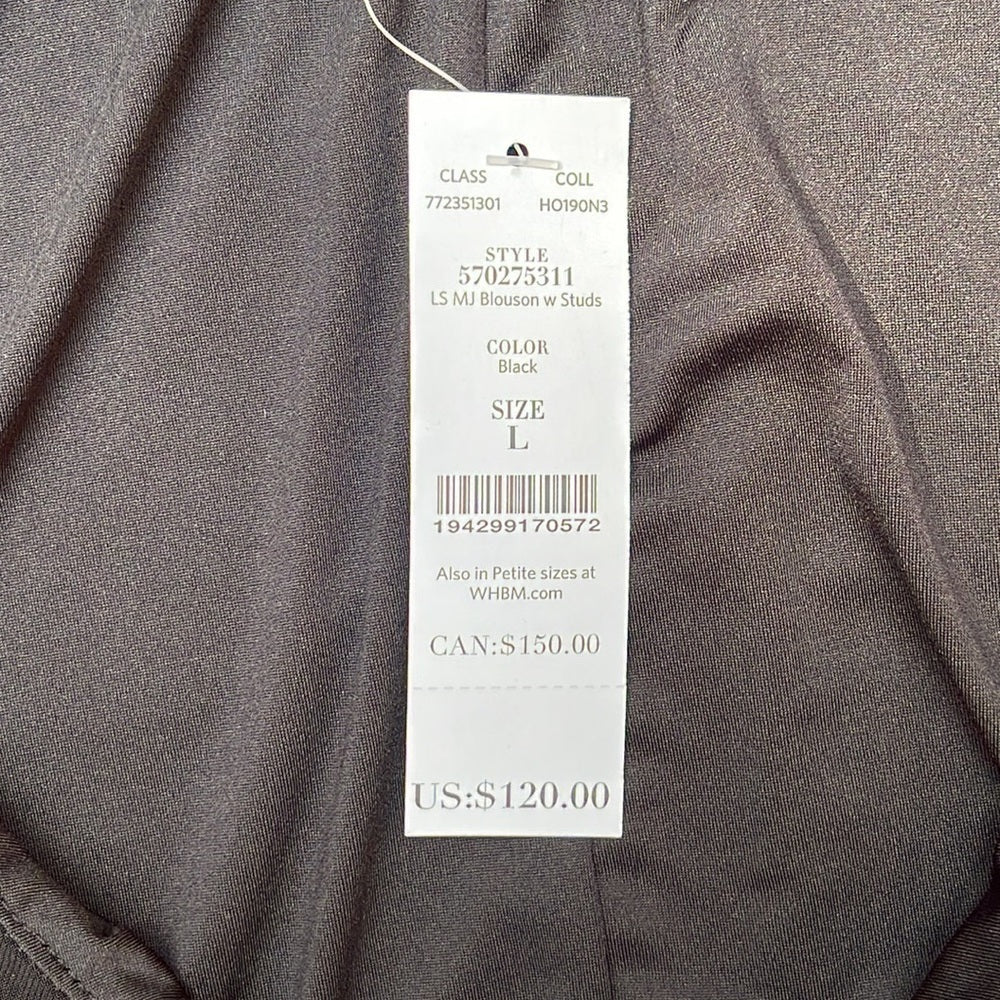 CLASS COLL
772351301 HO190N3
STYLE
570275311
LS MJ Blouson w Studs
COLOR
Black
SIZE
L
194299170572
Also in Petite sizes at
WHBM.com
CAN:$150.00
US:$120.00